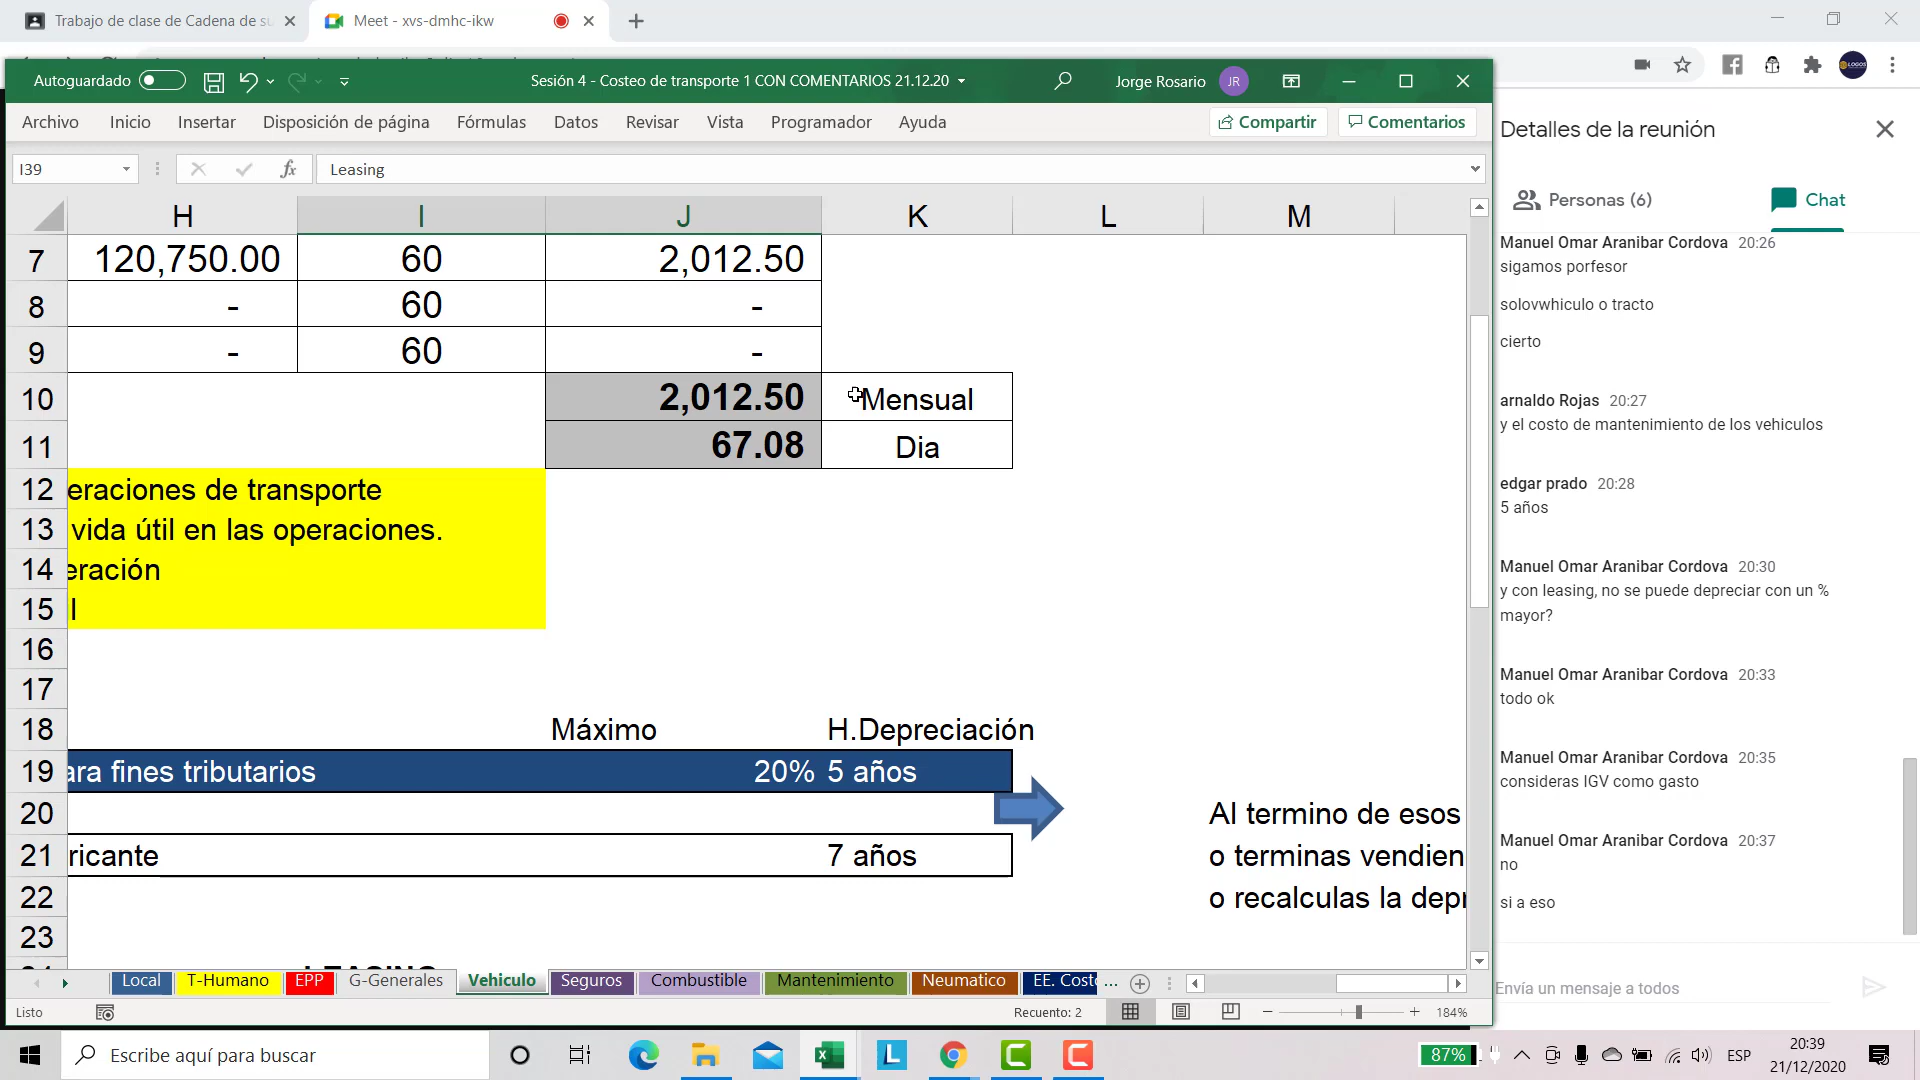 Trabajo de clase de Cadena de su
Meet - xvs-dmhc-ikw
Autoguardado
Sesión 4 - Costeo de transporte 1 CON COMENTARIOS 21.12.20
Jorge Rosario
JR
Archivo Inicio Insertar Disposición de página Fórmulas Datos Revisar Vista Programador Ayuda
Compartir
Comentarios
I39
fx
Leasing
H I J K L M
7 120,750.00 60 2,012.50
8 - 60 -
9 - 60 -
10 2,012.50 Mensual
11 67.08 Dia
12 eraciones de transporte
13 vida útil en las operaciones.
14 eración
15 l
16
17
18 Máximo H.Depreciación
19 ara fines tributarios 20% 5 años
20 Al termino de esos
21 ricante 7 años o terminas vendien
22 o recalculas la depr
23
Local T-Humano EPP G-Generales Vehiculo Seguros Combustible Mantenimiento Neumatico EE. Coste ...
Listo
Recuento: 2
184%
Detalles de la reunión
Personas (6)
Chat
Manuel Omar Aranibar Cordova 20:26
sigamos porfesor
solovwhiculo o tracto
cierto
arnaldo Rojas 20:27
y el costo de mantenimiento de los vehiculos
edgar prado 20:28
5 años
Manuel Omar Aranibar Cordova 20:30
y con leasing, no se puede depreciar con un %
mayor?
Manuel Omar Aranibar Cordova 20:33
todo ok
Manuel Omar Aranibar Cordova 20:35
consideras IGV como gasto
Manuel Omar Aranibar Cordova 20:37
no
si a eso
Envía un mensaje a todos
Escribe aquí para buscar
87%
ESP
20:39
21/12/2020